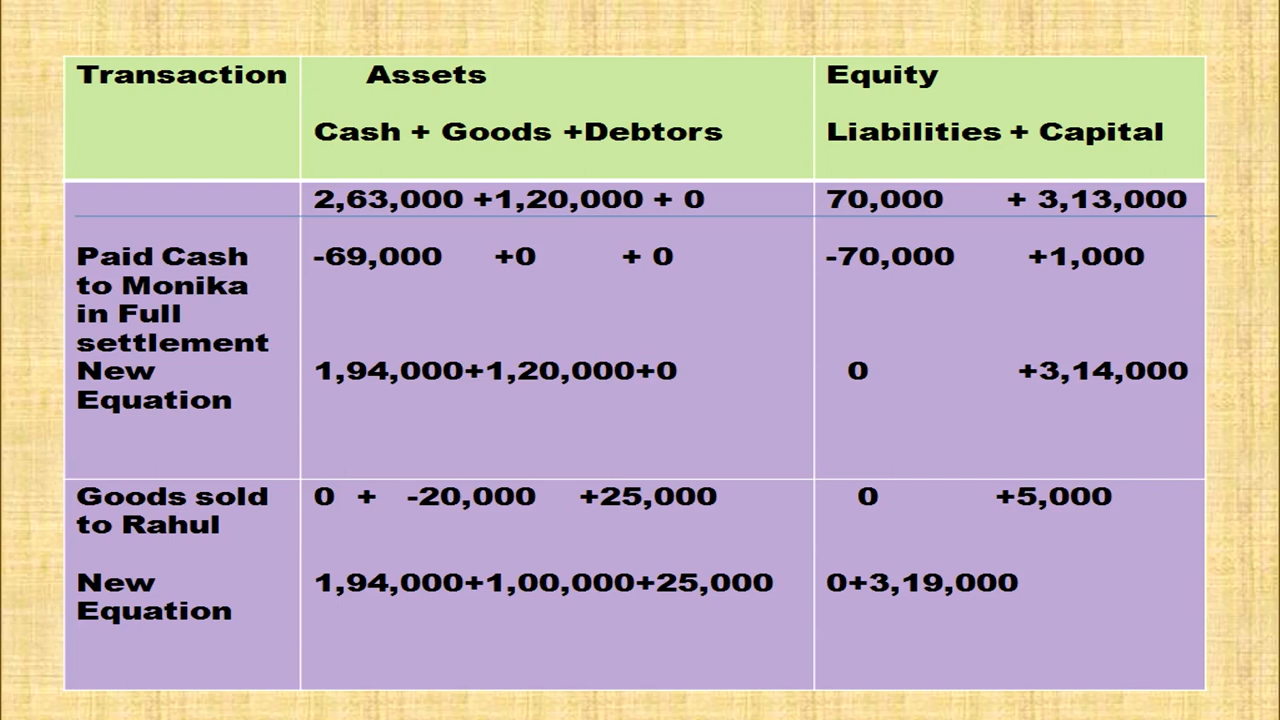 Transaction
Assets
Equity
Cash + Goods +Debtors
Liabilities + Capital
2,63,000 +1,20,000 + 0
70,000 + 3,13,000
Paid Cash
to Monika
in Full
settlement
-69,000 +0 + 0
-70,000 +1,000
New
Equation
1,94,000+1,20,000+0
0 +3,14,000
Goods sold
to Rahul
0 + -20,000 +25,000
0 +5,000
New
Equation
1,94,000+1,00,000+25,000
0+3,19,000